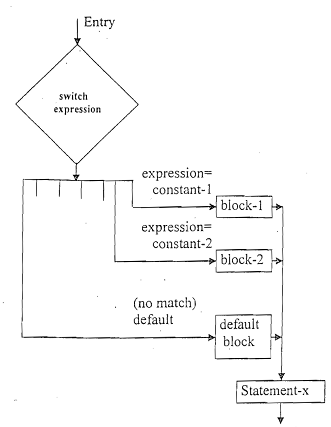 Entry
switch
expression
expression=
constant-1
block-1
expression=
constant-2
block-2
(no match)
default
default
block
Statement-x